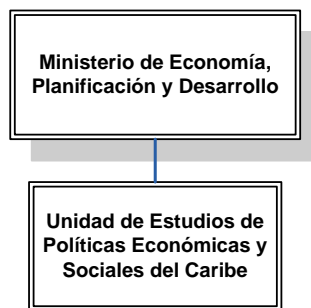 Ministerio de Economía,
Planificación y Desarrollo
Unidad de Estudios de
Políticas Económicas y
Sociales del Caribe